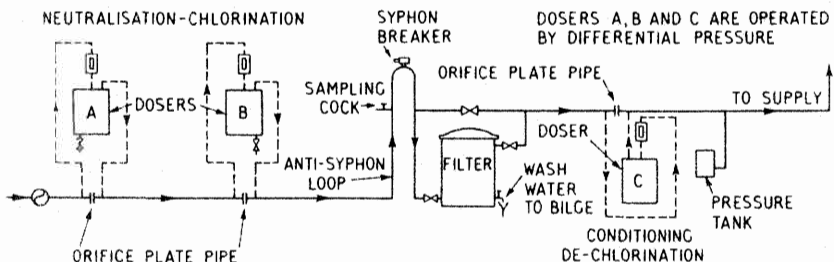 NEUTRALISATION-CHLORINATION
SYPHON
BREAKER
DOSERS A, B AND C ARE OPERATED
BY DIFFERENTIAL PRESSURE
ORIFICE PLATE PIPE
SAMPLING
COCK
TO SUPPLY
A
DOSERS
B
DOSER
ANTI-SYPHON
LOOP
FILTER
WASH
WATER
TO BILGE
C
PRESSURE
TANK
ORIFICE PLATE PIPE
CONDITIONING
DE-CHLORINATION